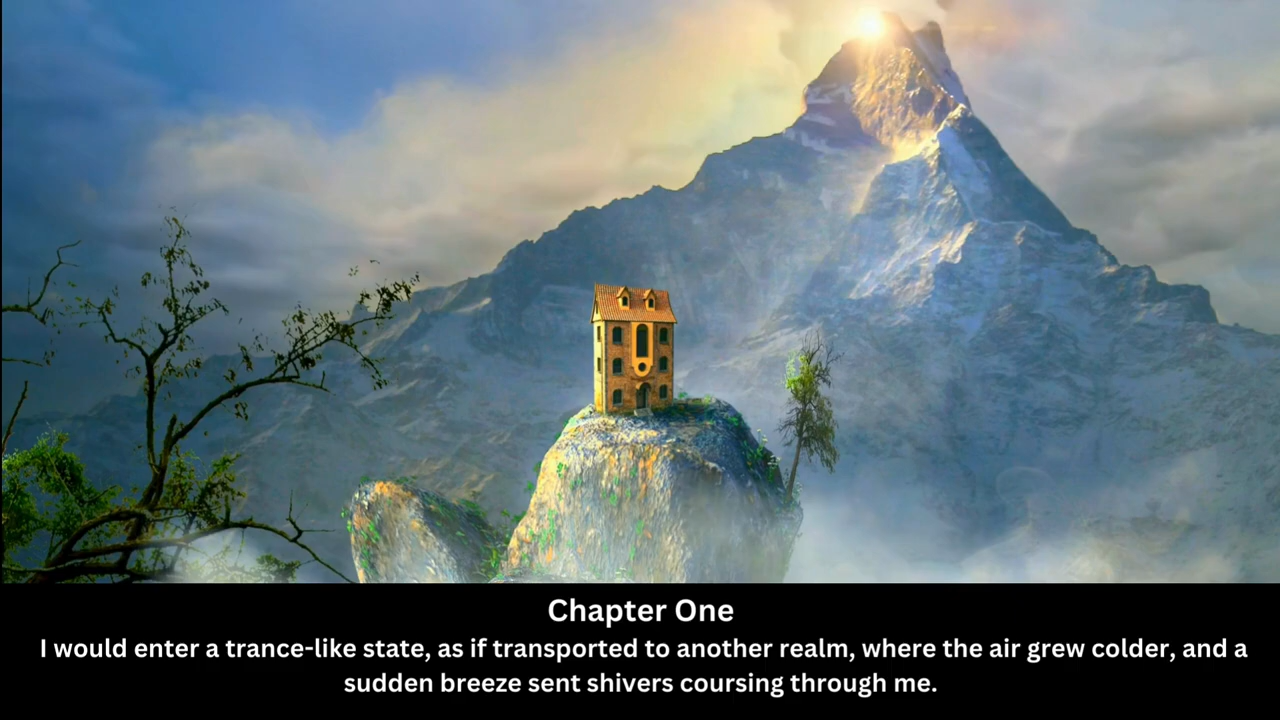 Chapter One
I would enter a trance-like state, as if transported to another realm, where the air grew colder, and a
sudden breeze sent shivers coursing through me.